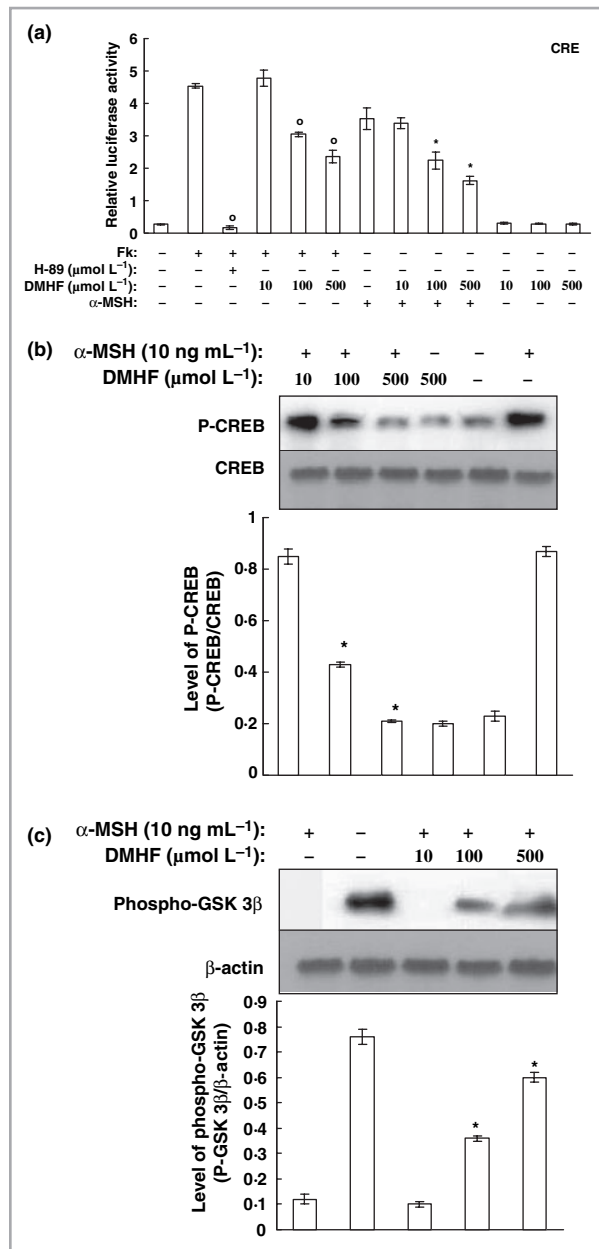 (a)
CRE
Relative luciferase activity
6
5
4
3
2
1
0
o
o
o
*
*
Fk: – + + + + + – – – – – – –
H-89 (μmol L⁻¹): – – + – – – – – – – – – –
DMHF (μmol L⁻¹): – – – 10 100 500 – 10 100 500 10 100 500
α-MSH: – – – – – – + + + + – – –
(b)
α-MSH (10 ng mL⁻¹): + + + – – +
DMHF (μmol L⁻¹): 10 100 500 500 – –
P-CREB
CREB
Level of P-CREB
(P-CREB/CREB)
1
0·8
0·6
0·4
0·2
0
*
*
(c)
α-MSH (10 ng mL⁻¹): + – + + +
DMHF (μmol L⁻¹): – – 10 100 500
Phospho-GSK 3β
β-actin
Level of phospho-GSK 3β
(P-GSK 3β/β-actin)
0·9
0·8
0·7
0·6
0·5
0·4
0·3
0·2
0·1
0
*
*